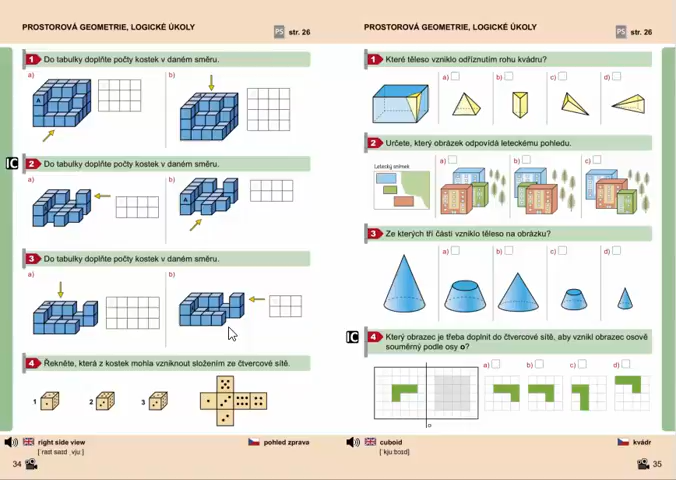 PROSTOROVÁ GEOMETRIE, LOGICKÉ ÚKOLY
PS str. 26
1 Do tabulky doplňte počty kostek v daném směru.
a) b)
A
IC 2 Do tabulky doplňte počty kostek v daném směru.
a) b)
A
3 Do tabulky doplňte počty kostek v daném směru.
a) b)
4 Řekněte, která z kostek mohla vzniknout složením ze čtvercové sítě.
1 2 3
right side view
pohled zprava
34
PROSTOROVÁ GEOMETRIE, LOGICKÉ ÚKOLY
PS str. 26
1 Které těleso vzniklo odříznutím rohu kvádru?
a) b) c) d)
2 Určete, který obrázek odpovídá leteckému pohledu.
Letecký snímek
a) b) c)
3 Ze kterých tří částí vzniklo těleso na obrázku?
a) b) c) d)
IC 4 Který obrazec je třeba doplnit do čtvercové sítě, aby vznikl obrazec osově
souměrný podle osy o?
a) b) c) d)
o
cuboid
kvádr
35